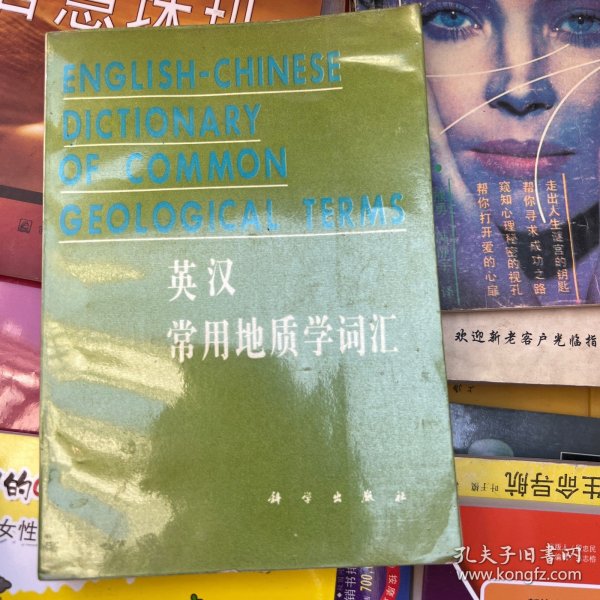 ENGLISH-CHINESE
DICTIONARY
OF COMMON
GEOLOGICAL TERMS
英汉
常用地质学词汇
科学出版社
走出人生谜宫的钥匙
帮你寻求成功之路
窥知心理秘密的视孔
帮你打开爱的心扉
欢迎新老客户光临指
生命导航
女性
的
孔夫子旧书网
www.kongfz.com